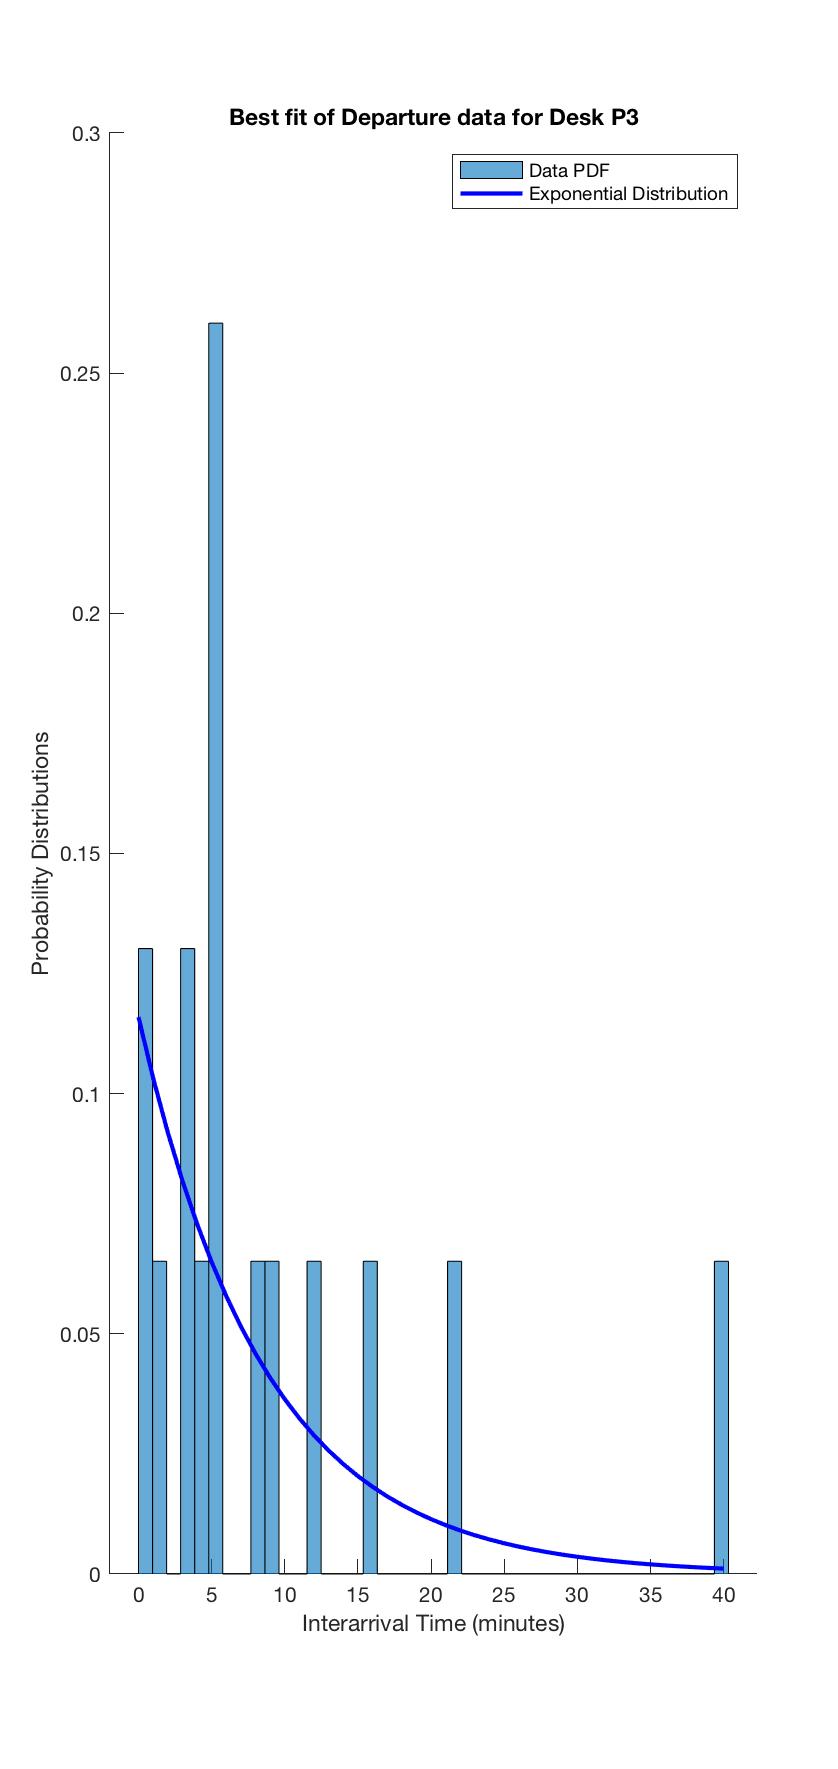 Best fit of Departure data for Desk P3
Data PDF
Exponential Distribution
0.3
0.25
0.2
0.15
0.1
0.05
0
Probability Distributions
0 5 10 15 20 25 30 35 40
Interarrival Time (minutes)